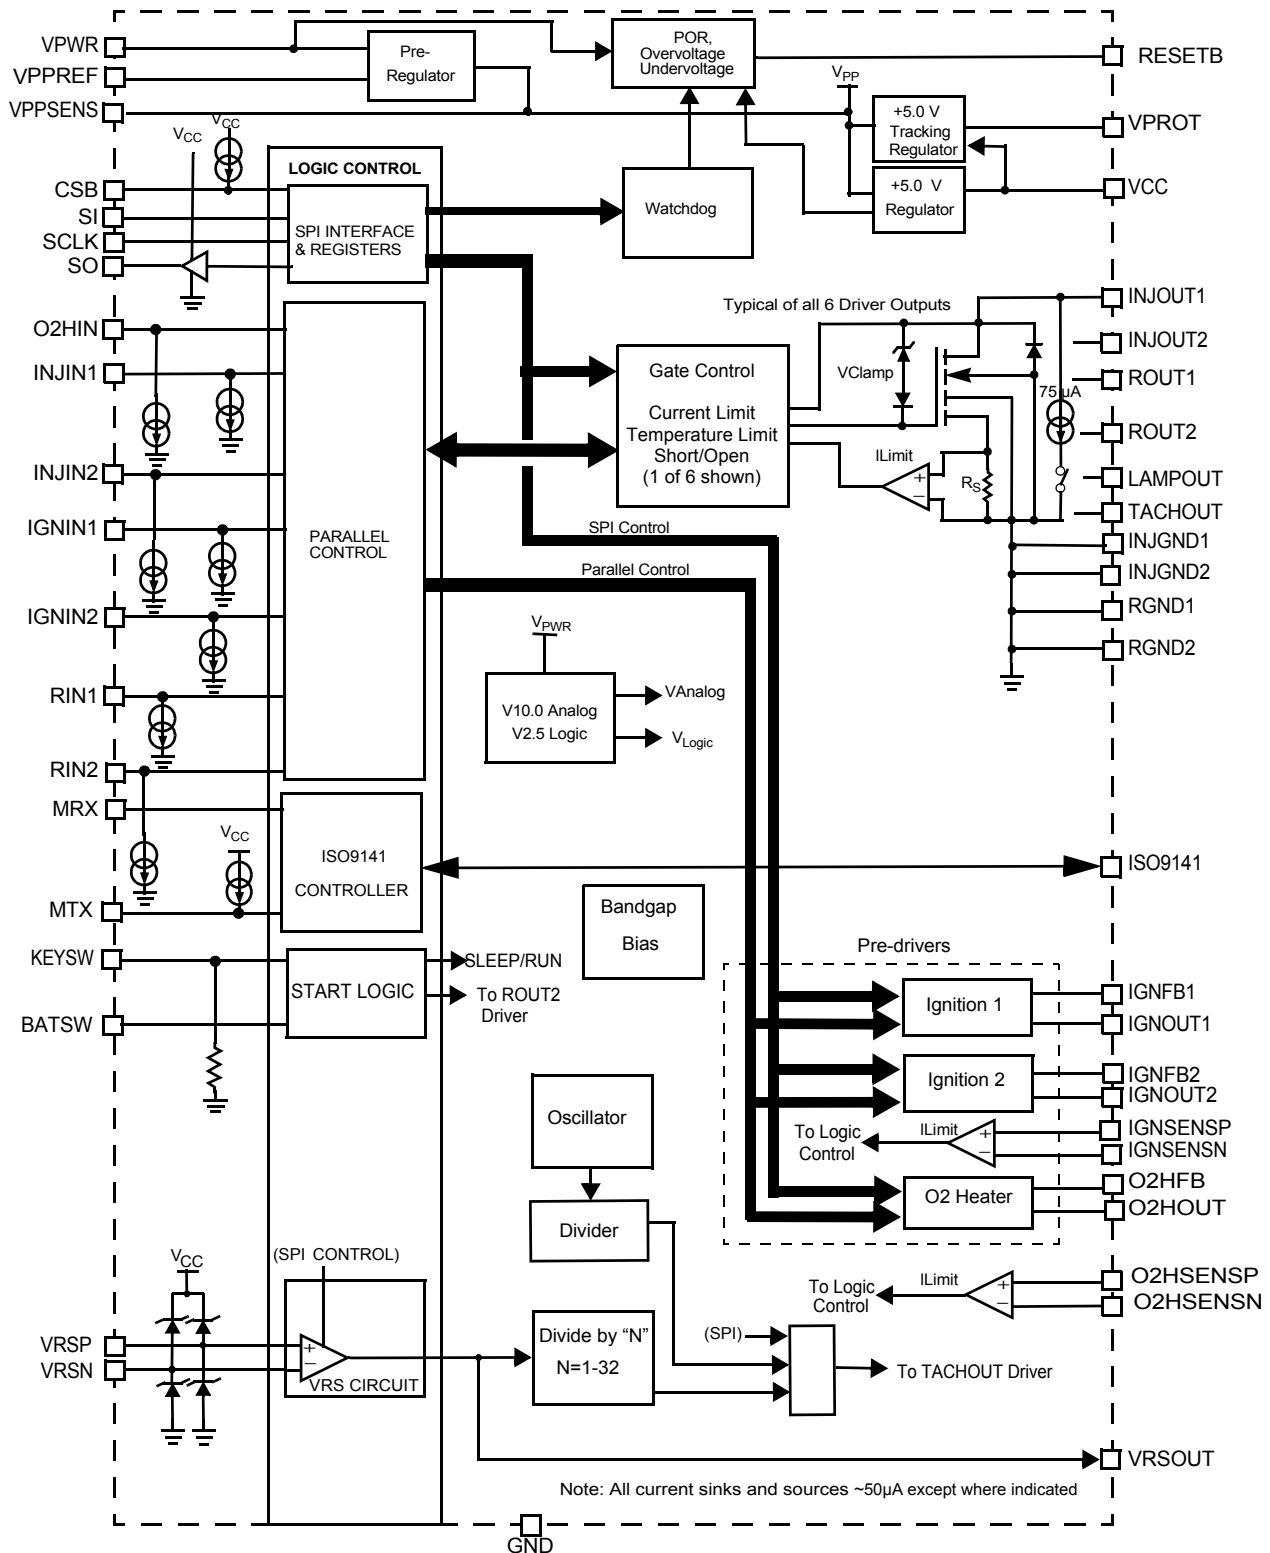 VPWR
VPPREF
VPPSENS
Pre-
Regulator
POR,
Overvoltage
Undervoltage
RESETB
VPP
+5.0 V
Tracking
Regulator
VPROT
+5.0 V
Regulator
VCC
VCC
VCC
LOGIC CONTROL
CSB
SI
SCLK
SO
SPI INTERFACE
& REGISTERS
Watchdog
O2HIN
INJIN1
INJIN2
IGNIN1
IGNIN2
RIN1
RIN2
PARALLEL
CONTROL
Typical of all 6 Driver Outputs
Gate Control
Current Limit
Temperature Limit
Short/Open
(1 of 6 shown)
VClamp
ILimit
+
−
RS
75 µA
INJOUT1
INJOUT2
ROUT1
ROUT2
LAMPOUT
TACHOUT
INJGND1
INJGND2
RGND1
RGND2
SPI Control
Parallel Control
VPWR
V10.0 Analog
V2.5 Logic
VAnalog
VLogic
MRX
MTX
VCC
ISO9141
CONTROLLER
ISO9141
Bandgap
Bias
KEYSW
BATSW
START LOGIC
SLEEP/RUN
To ROUT2
Driver
Pre-drivers
Ignition 1
IGNFB1
IGNOUT1
Ignition 2
IGNFB2
IGNOUT2
To Logic
Control
ILimit
+
−
IGNSENSP
IGNSENSN
O2 Heater
O2HFB
O2HOUT
Oscillator
Divider
To Logic
Control
ILimit
+
−
O2HSENSP
O2HSENSN
VCC
(SPI CONTROL)
VRSP
VRSN
+
−
VRS CIRCUIT
Divide by “N”
N=1-32
(SPI)
To TACHOUT Driver
VRSOUT
Note: All current sinks and sources ~50µA except where indicated
GND